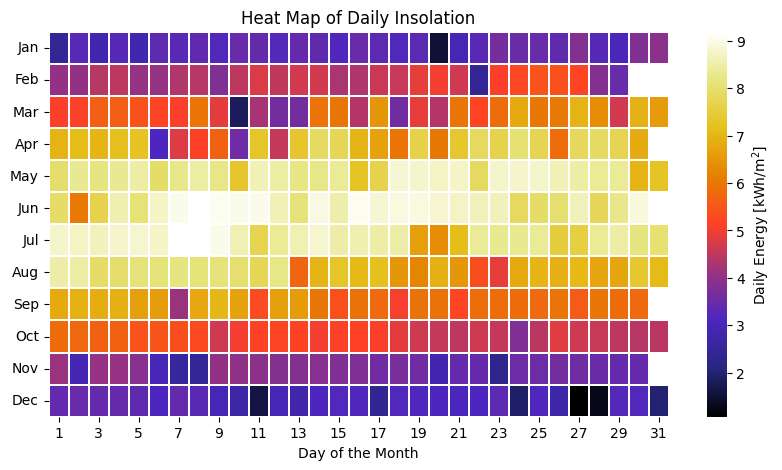 Heat Map of Daily Insolation
Jan
Feb
Mar
Apr
May
Jun
Jul
Aug
Sep
Oct
Nov
Dec
1 3 5 7 9 11 13 15 17 19 21 23 25 27 29 31
Day of the Month
9
8
7
6
5
4
3
2
Daily Energy [kWh/m²]